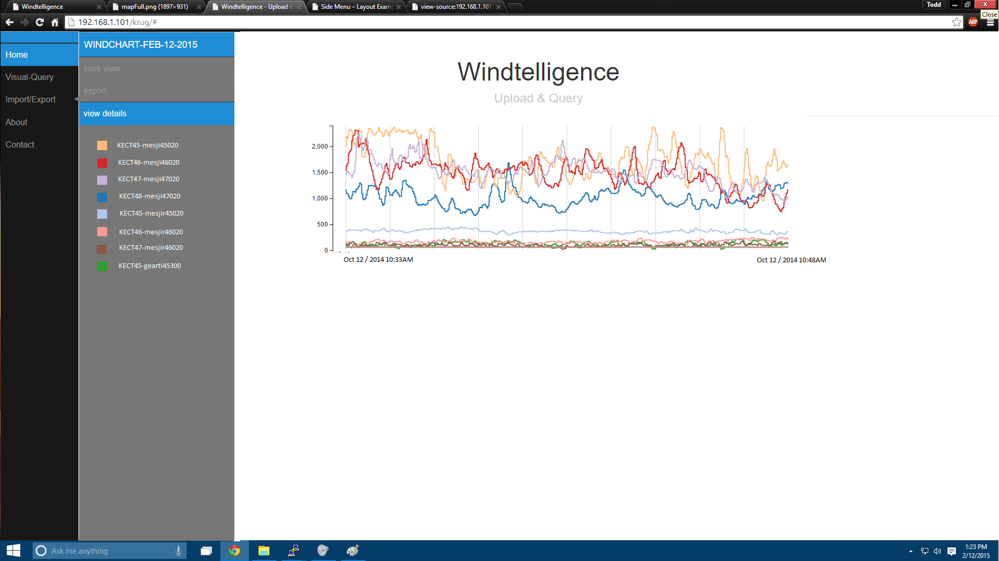 Windtelligence
mapFull.png (1897×931)
Windtelligence - Upload
Side Menu – Layout Exam
view-source:192.168.1.101
Todd
Close
192.168.1.101/krug/#
ABP
WINDCHART-FEB-12-2015
Home
save view
Visual-Query
export
Import/Export
view details
About
Contact
KECT45-mesji45020
KECT46-mesji46020
KECT47-mesji47020
KECT48-mesji47020
KECT45-mesjir45020
KECT46-mesjir46020
KECT47-mesjir46020
KECT45-gearti45300
Windtelligence
Upload & Query
2,000
1,500
1,000
500
0
Oct 12 / 2014 10:33AM
Oct 12 / 2014 10:48AM
Ask me anything
1:23 PM
2/12/2015